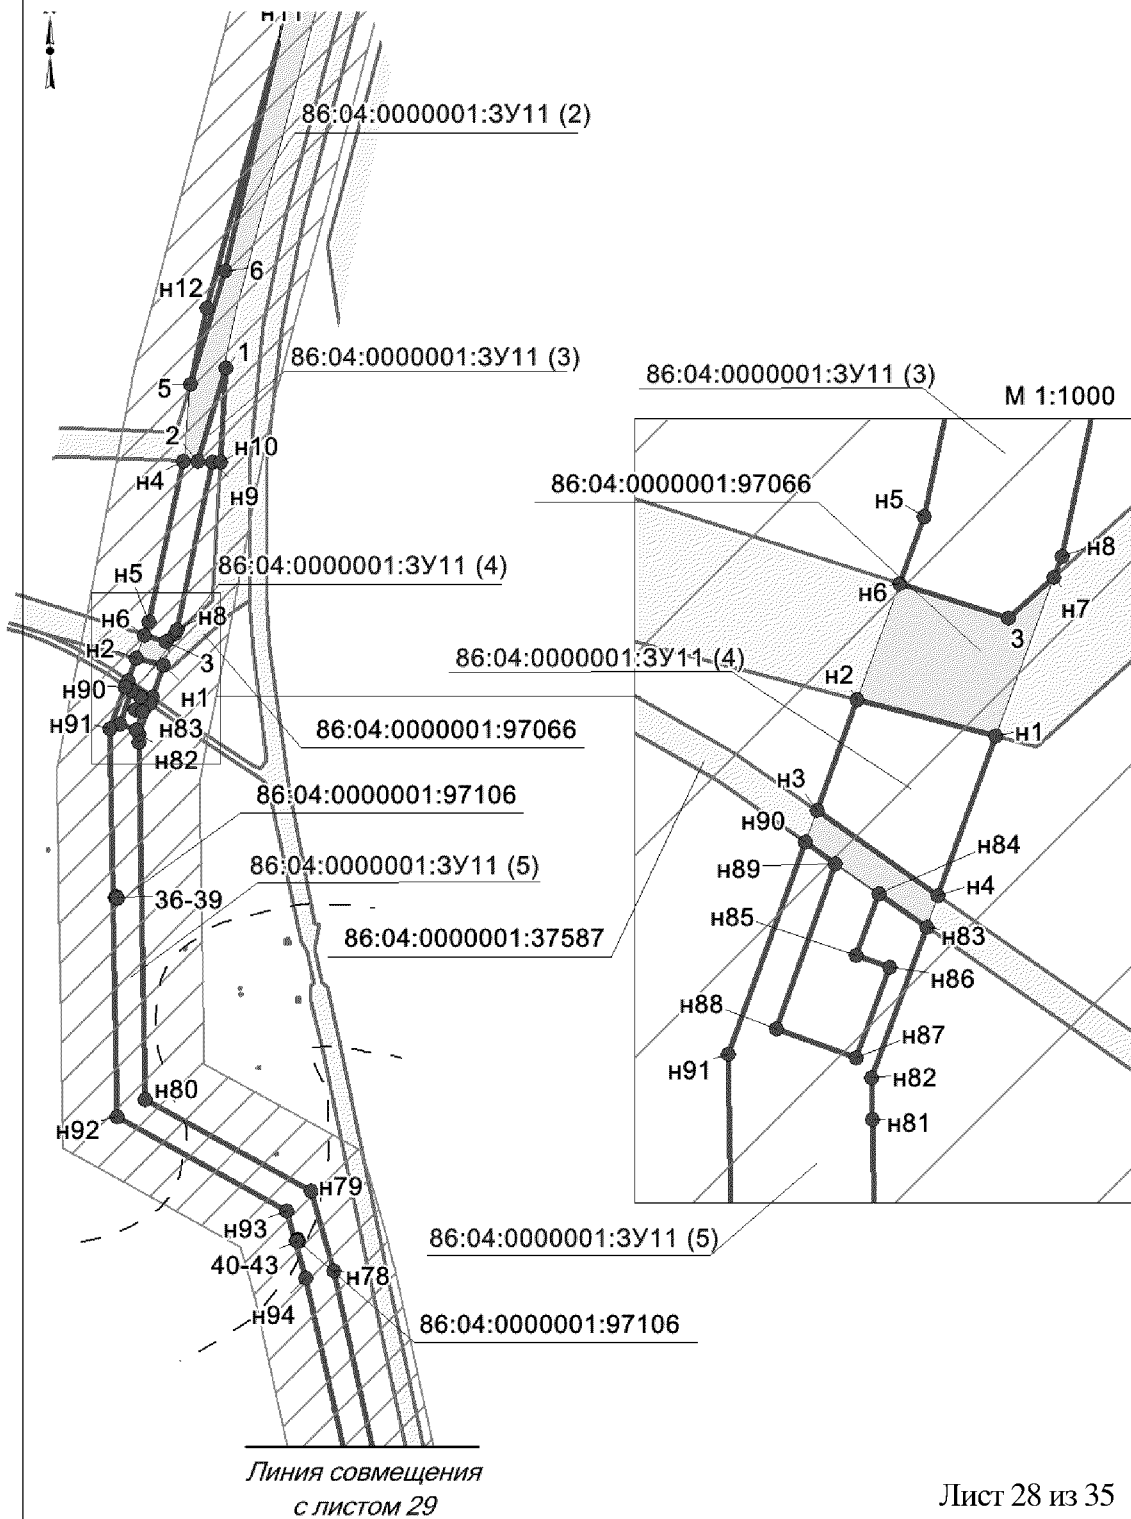 н11
86:04:0000001:ЗУ11 (2)
6
н12
1
86:04:0000001:ЗУ11 (3)
5
2
н10
н4
н9
86:04:0000001:ЗУ11 (4)
н5
н6
н8
н2
3
н90
н1
н91
н83
н82
86:04:0000001:97066
86:04:0000001:97106
86:04:0000001:ЗУ11 (5)
36-39
86:04:0000001:37587
н80
н92
н79
н93
40-43
н78
н94
86:04:0000001:97106
Линия совмещения
с листом 29
86:04:0000001:ЗУ11 (3)
М 1:1000
86:04:0000001:97066
н5
н8
н6
н7
3
86:04:0000001:ЗУ11 (4)
н2
н1
н3
н90
н84
н89
н4
н85
н83
н86
н88
н87
н91
н82
н81
86:04:0000001:ЗУ11 (5)
Лист 28 из 35